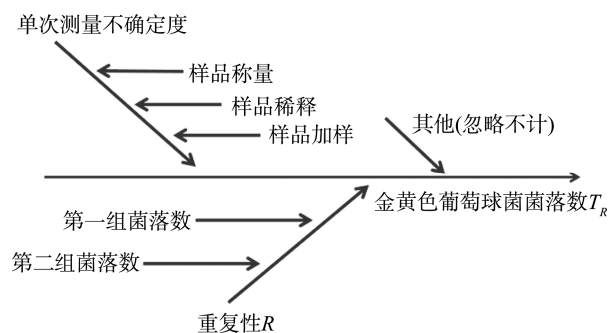 单次测量不确定度
样品称量
样品稀释
样品加样
其他(忽略不计)
金黄色葡萄球菌菌落数T_R
第一组菌落数
第二组菌落数
重复性R